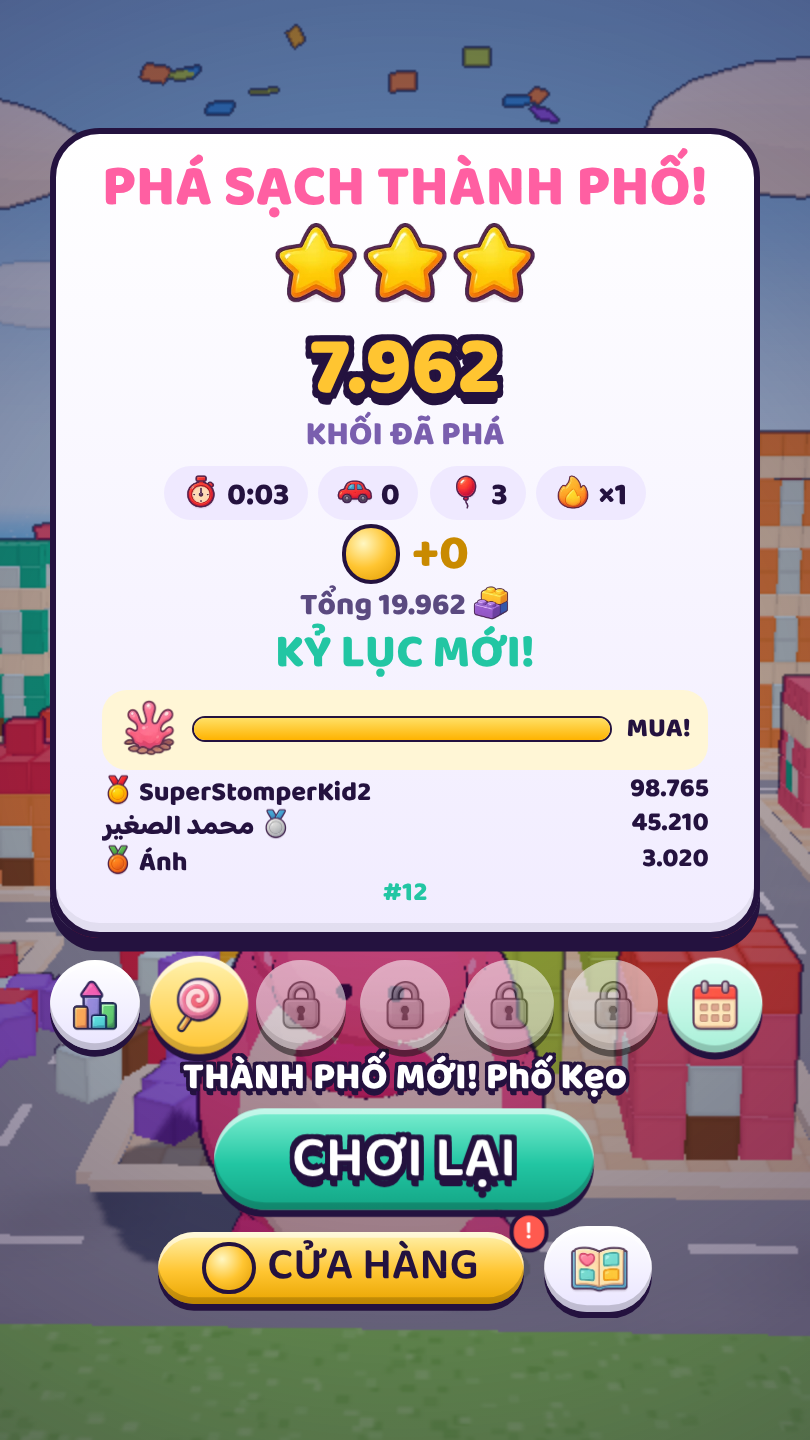 PHÁ SẠCH THÀNH PHỐ!
7.962
KHỐI ĐÃ PHÁ
0:03 0 3 ×1
+0
Tổng 19.962
KỶ LỤC MỚI!
MUA!
SuperStomperKid2 98.765
محمد الصغير 45.210
Ánh 3.020
#12
THÀNH PHỐ MỚI! Phố Kẹo
CHƠI LẠI
!
CỬA HÀNG